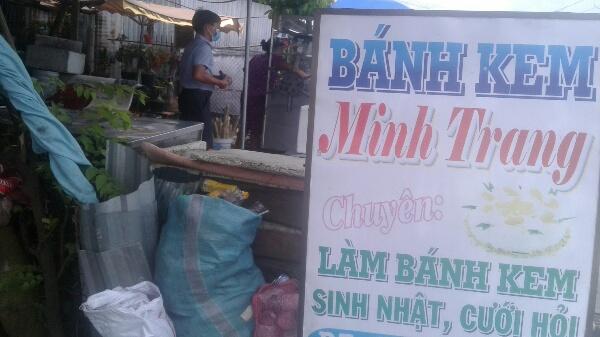 BÁNH KEM
Minh Trang
Chuyên:
LÀM BÁNH KEM
SINH NHẬT, CƯỚI HỎI